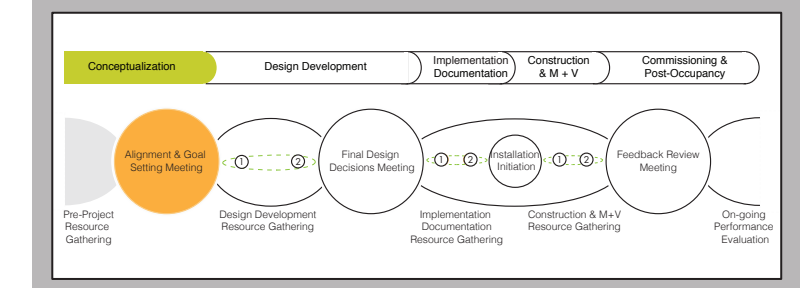 Conceptualization
Design Development
Implementation
Documentation
Construction
& M + V
Commissioning &
Post-Occupancy
Alignment & Goal
Setting Meeting
1
2
Final Design
Decisions Meeting
1
2
Installation
Initiation
1
2
Feedback Review
Meeting
Pre-Project
Resource
Gathering
Design Development
Resource Gathering
Implementation
Documentation
Resource Gathering
Construction & M+V
Resource Gathering
On-going
Performance
Evaluation